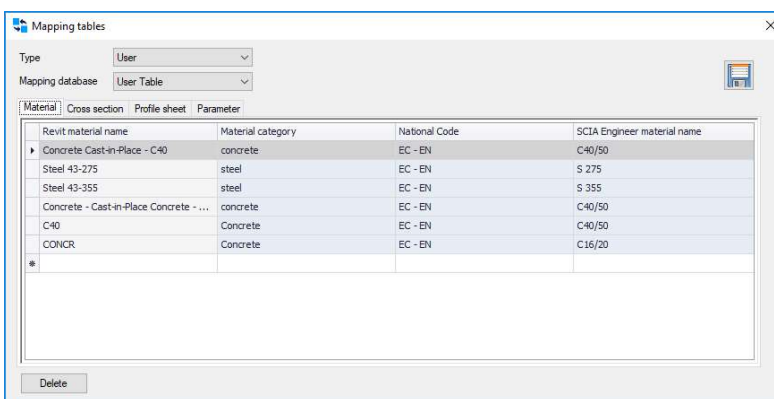 Mapping tables
Type User
Mapping database User Table
Material Cross section Profile sheet Parameter
Revit material name Material category National Code SCIA Engineer material name
Concrete Cast-in-Place - C40 concrete EC - EN C40/50
Steel 43-275 steel EC - EN S 275
Steel 43-355 steel EC - EN S 355
Concrete - Cast-in-Place Concrete - ... concrete EC - EN C40/50
C40 Concrete EC - EN C40/50
CONCR Concrete EC - EN C16/20
Delete